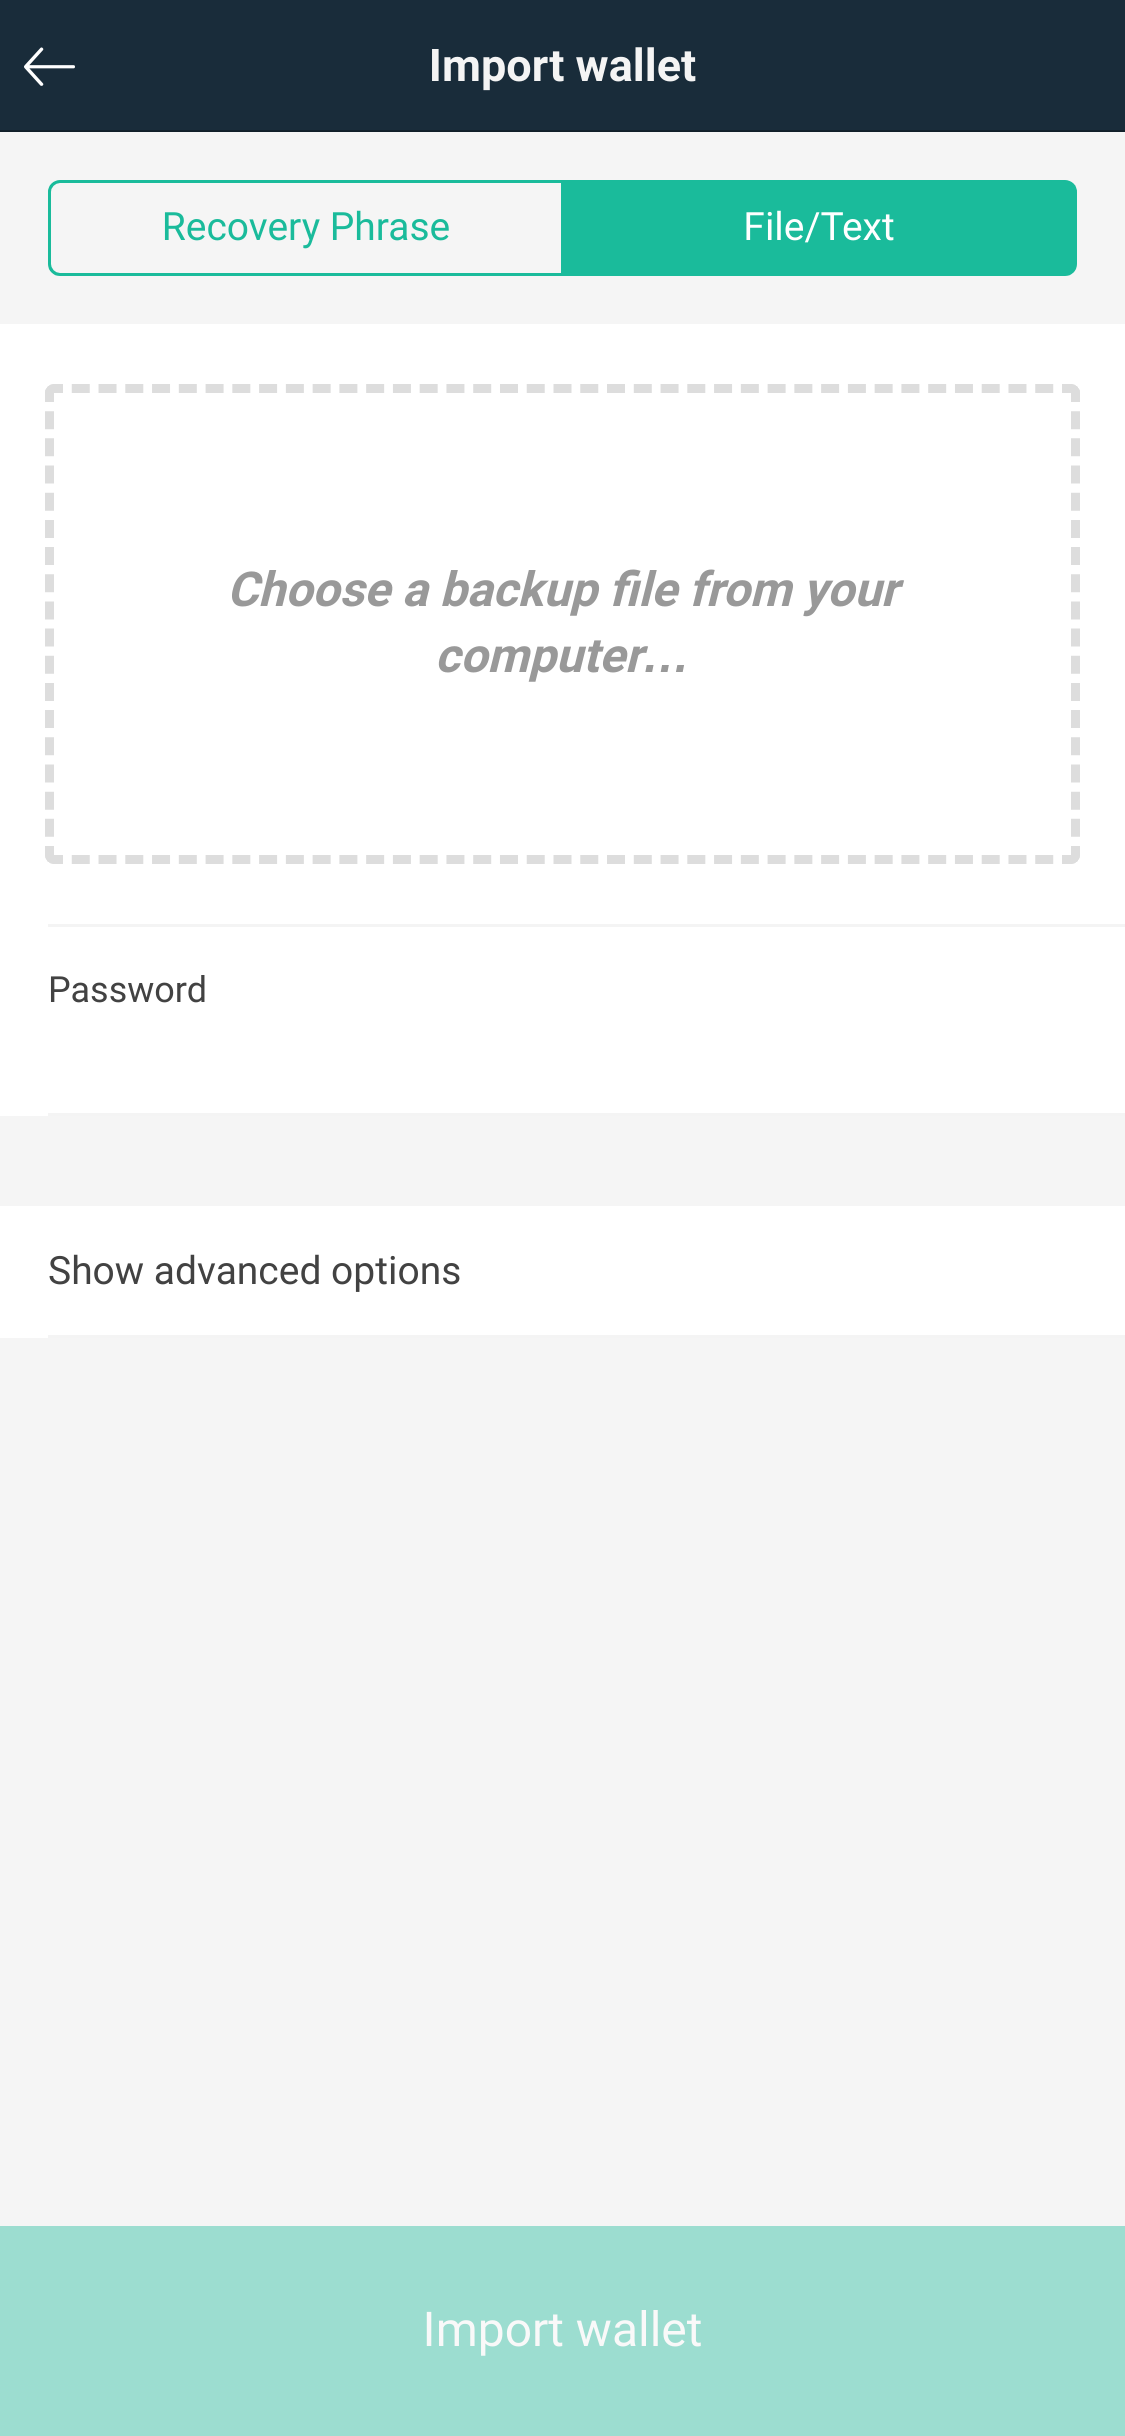 Import wallet
Recovery Phrase
File/Text
Choose a backup file from your
computer...
Password
Show advanced options
Import wallet